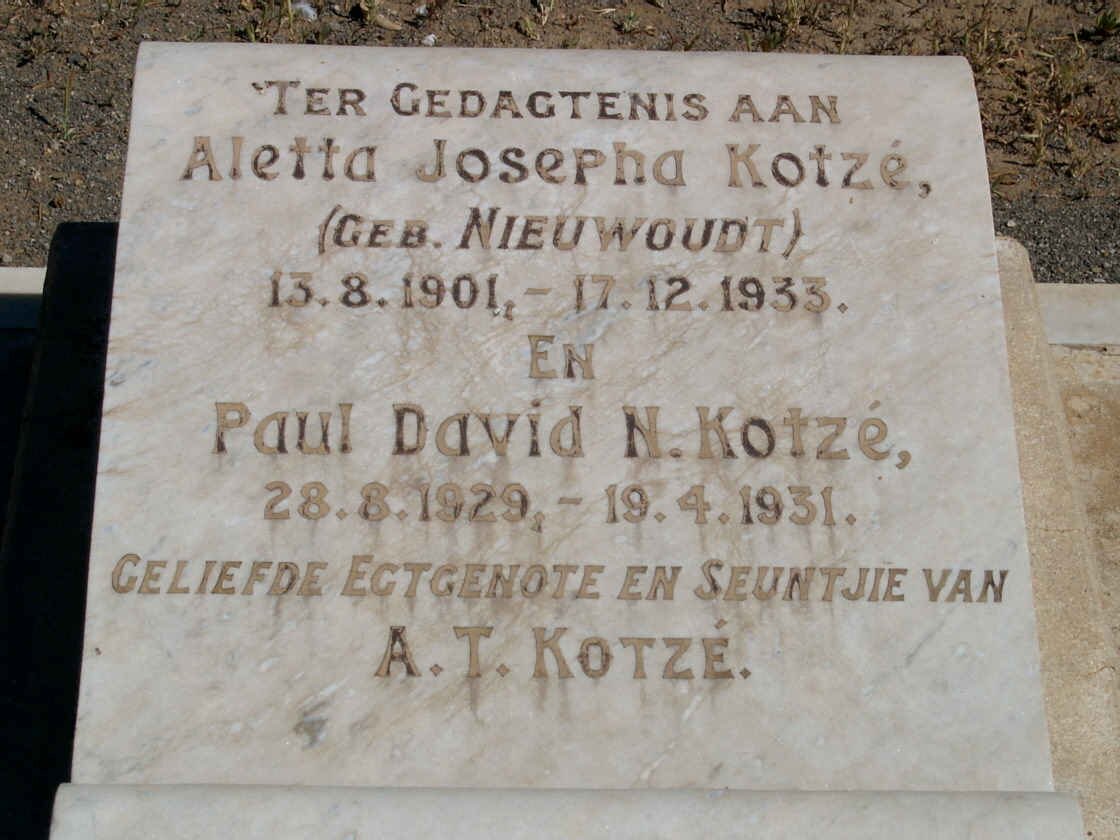 'TER GEDAGTENIS AAN
Aletta Josepha Kotzé,
(GEB. NIEUWOUDT)
13.8.1901,- 17.12.1933.
EN
Paul David N. Kotzé,
28.8.1929,- 19.4.1931.
GELIEFDE EGTGENOTE EN SEUNTJIE VAN
A.T. KOTZÉ.